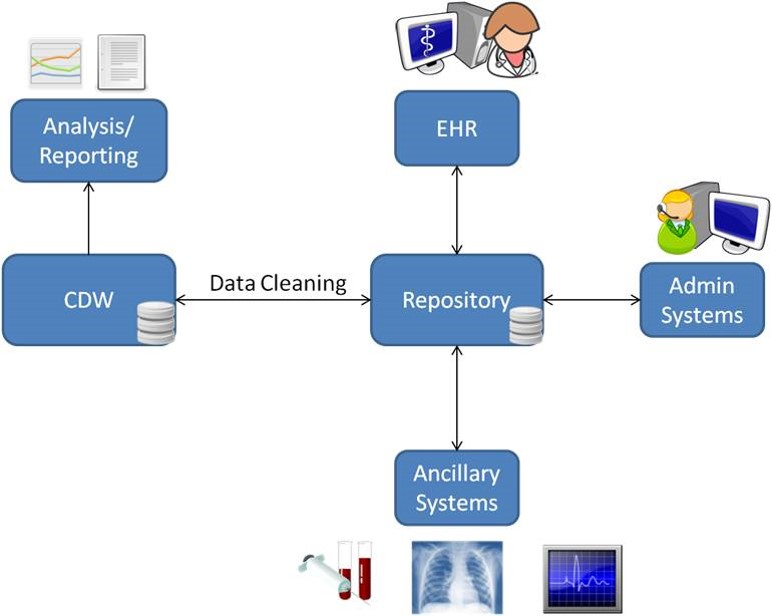 Analysis/
Reporting
EHR
CDW
Data Cleaning
Repository
Admin
Systems
Ancillary
Systems